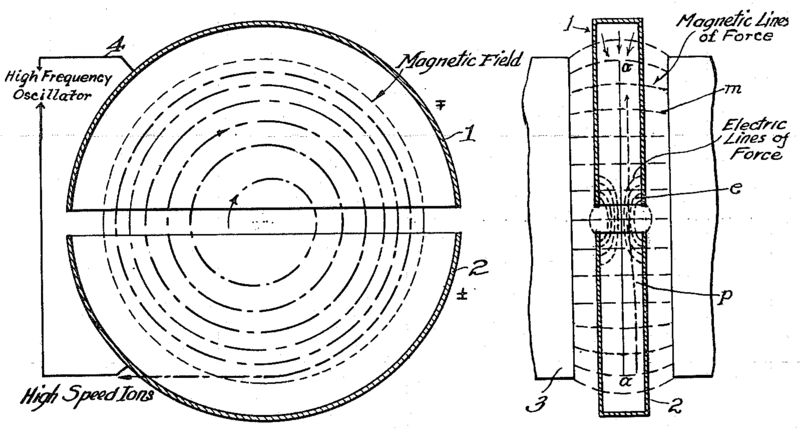 4
High Frequency
Oscillator
Magnetic Field
∓
1
2
±
High Speed Ions
1
Magnetic Lines
of Force
a
m
Electric
Lines of
Force
e
p
a
3
2